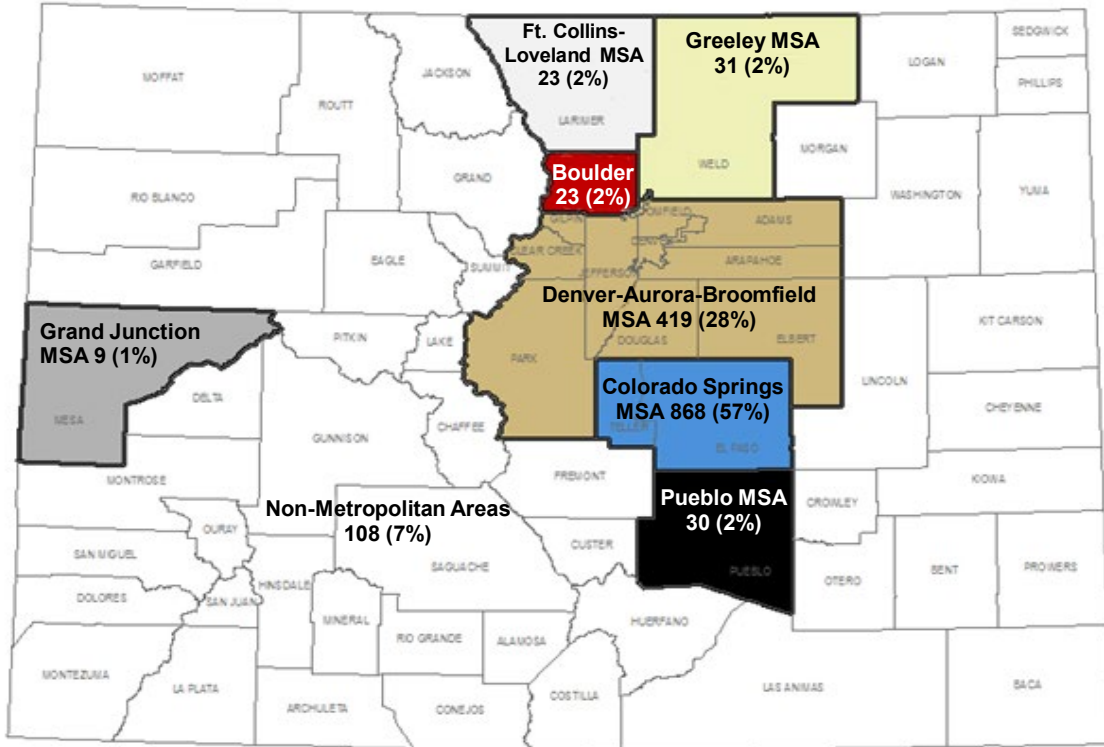 Ft. Collins-
Loveland MSA
23 (2%)
Greeley MSA
31 (2%)
SEDGWICK
LOGAN
PHILLIPS
MOFFAT
JACKSON
ROUTT
LARIMER
WELD
MORGAN
Boulder
23 (2%)
GRAND
RIO BLANCO
WASHINGTON
YUMA
GILPIN
ADAMS
DENVER
CLEAR CREEK
ARAPAHOE
JEFFERSON
EAGLE
SUMMIT
GARFIELD
Denver-Aurora-Broomfield
MSA 419 (28%)
Grand Junction
MSA 9 (1%)
KIT CARSON
PITKIN
LAKE
PARK
DOUGLAS
ELBERT
LINCOLN
Colorado Springs
MSA 868 (57%)
TELLER
EL PASO
DELTA
MESA
CHEYENNE
GUNNISON
CHAFFEE
FREMONT
MONTROSE
KIOWA
Pueblo MSA
30 (2%)
CROWLEY
Non-Metropolitan Areas
108 (7%)
OURAY
CUSTER
SAN MIGUEL
SAGUACHE
PUEBLO
OTERO
BENT
PROWERS
HINSDALE
DOLORES
SAN JUAN
MINERAL
RIO GRANDE
ALAMOSA
HUERFANO
MONTEZUMA
LA PLATA
ARCHULETA
CONEJOS
COSTILLA
LAS ANIMAS
BACA